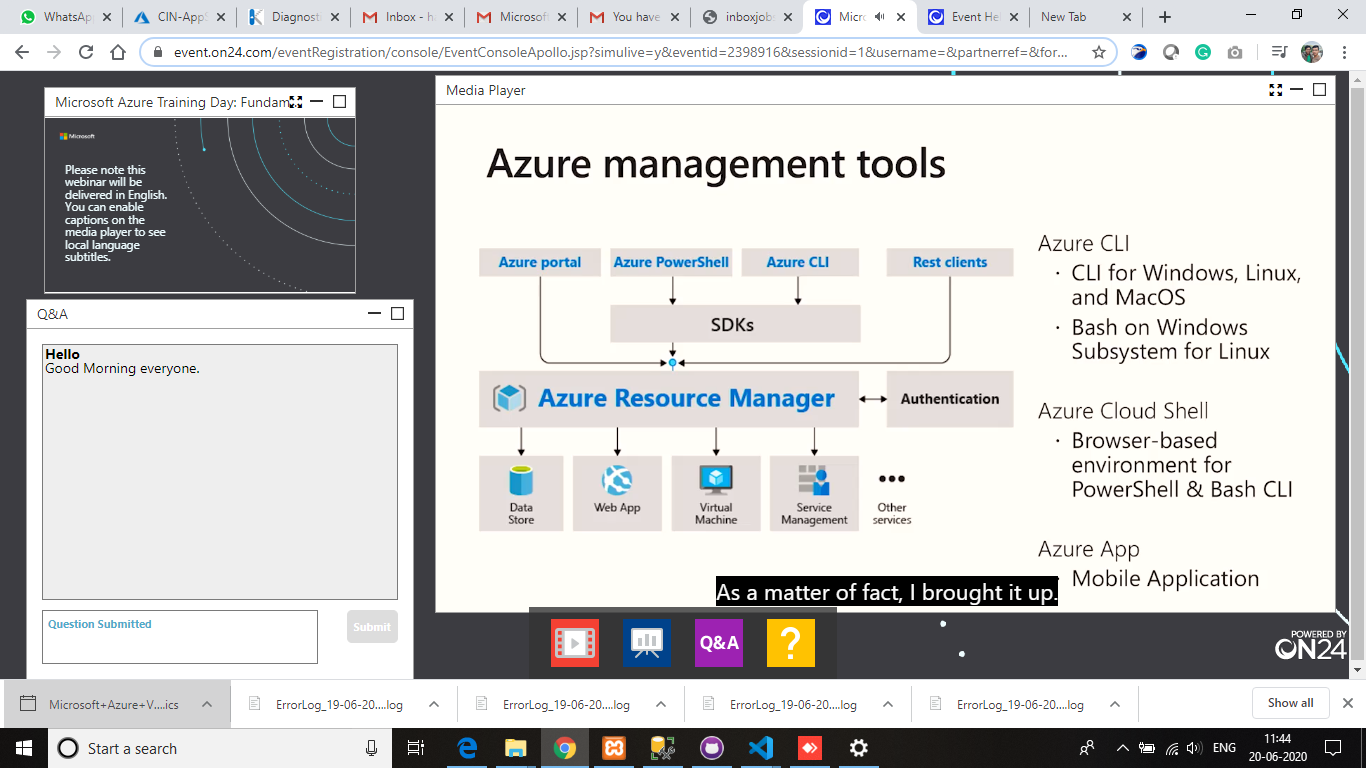 WhatsApp
CIN-AppS
Diagnost
Inbox - ha
Microsoft
You have
inboxjobs
Micro
Event Hel
New Tab
event.on24.com/eventRegistration/console/EventConsoleApollo.jsp?simulive=y&eventid=2398916&sessionid=1&username=&partnerref=&for...
Microsoft Azure Training Day: Fundam
Microsoft
Please note this
webinar will be
delivered in English.
You can enable
captions on the
media player to see
local language
subtitles.
Q&A
Hello
Good Morning everyone.
Question Submitted
Submit
Media Player
Azure management tools
Azure portal
Azure PowerShell
Azure CLI
Rest clients
SDKs
Azure Resource Manager
Authentication
Data
Store
Web App
Virtual
Machine
Service
Management
Other
services
Azure CLI
· CLI for Windows, Linux,
and MacOS
· Bash on Windows
Subsystem for Linux
Azure Cloud Shell
· Browser-based
environment for
PowerShell & Bash CLI
Azure App
Mobile Application
As a matter of fact, I brought it up.
Q&A
?
POWERED BY
ON24
Microsoft+Azure+V....ics
ErrorLog_19-06-20....log
ErrorLog_19-06-20....log
ErrorLog_19-06-20....log
ErrorLog_19-06-20....log
Show all
Start a search
ENG
11:44
20-06-2020